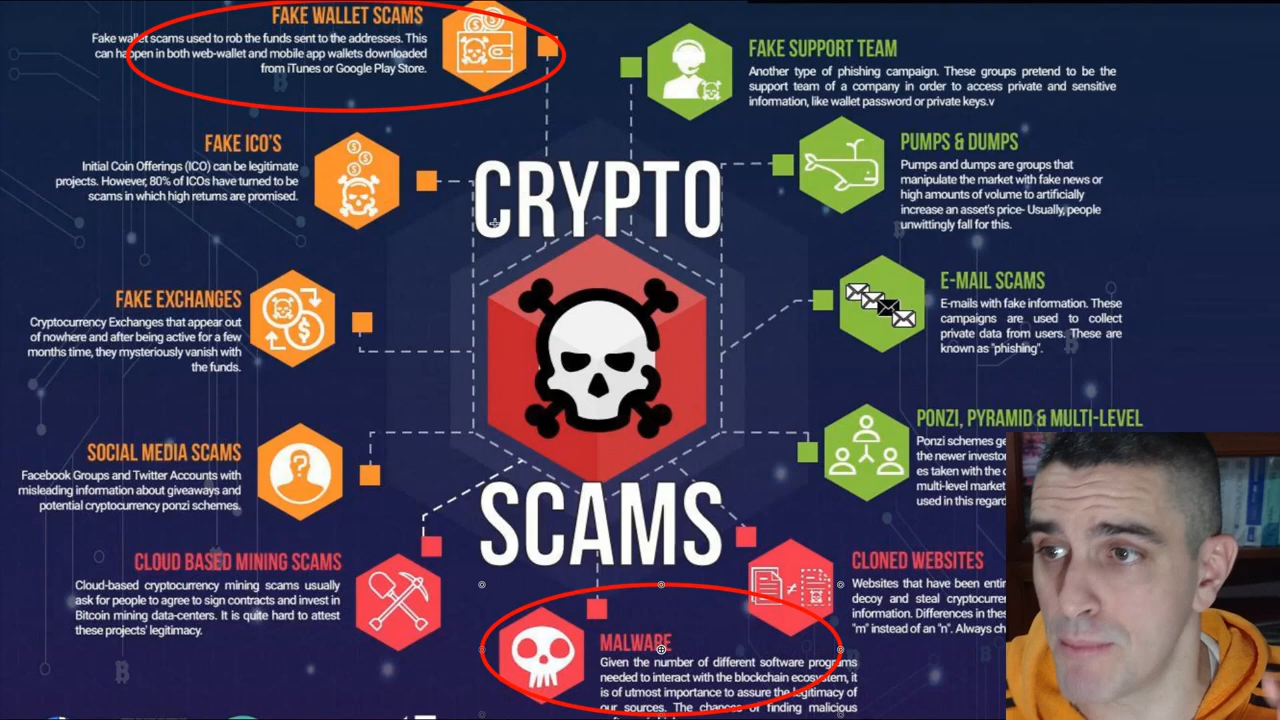 FAKE WALLET SCAMS
Fake wallet scams used to rob the funds sent to the addresses. This
can happen in both web-wallet and mobile app wallets downloaded
from iTunes or Google Play Store.
FAKE ICO'S
Initial Coin Offerings (ICO) can be legitimate
projects. However, 80% of ICOs have turned to be
scams in which high returns are promised.
FAKE EXCHANGES
Cryptocurrency Exchanges that appear out
of nowhere and after being active for a few
months time, they mysteriously vanish with
the funds.
SOCIAL MEDIA SCAMS
Facebook Groups and Twitter Accounts with
misleading information about giveaways and
potential cryptocurrency ponzi schemes.
CLOUD BASED MINING SCAMS
Cloud-based cryptocurrency mining scams usually
ask for people to agree to sign contracts and invest in
Bitcoin mining data-centers. It is quite hard to attest
these projects' legitimacy.
CRYPTO
SCAMS
FAKE SUPPORT TEAM
Another type of phishing campaign. These groups pretend to be the
support team of a company in order to access private and sensitive
information, like wallet password or private keys.v
PUMPS & DUMPS
Pumps and dumps are groups that
manipulate the market with fake news or
high amounts of volume to artificially
increase an asset's price- Usually, people
unwittingly fall for this.
E-MAIL SCAMS
E-mails with fake information. These
campaigns are used to collect
private data from users. These are
known as "phishing".
PONZI, PYRAMID & MULTI-LEVEL
Ponzi schemes ge
the newer investor
es taken with the
multi-level market
used in this regard
CLONED WEBSITES
Websites that have been entir
decoy and steal cryptocurre
information. Differences in thes
"m" instead of an "n". Always ch
MALWARE
Given the number of different software programs
needed to interact with the blockchain ecosystem, it
is of utmost importance to assure the legitimacy of
our sources. The chances of finding malicious